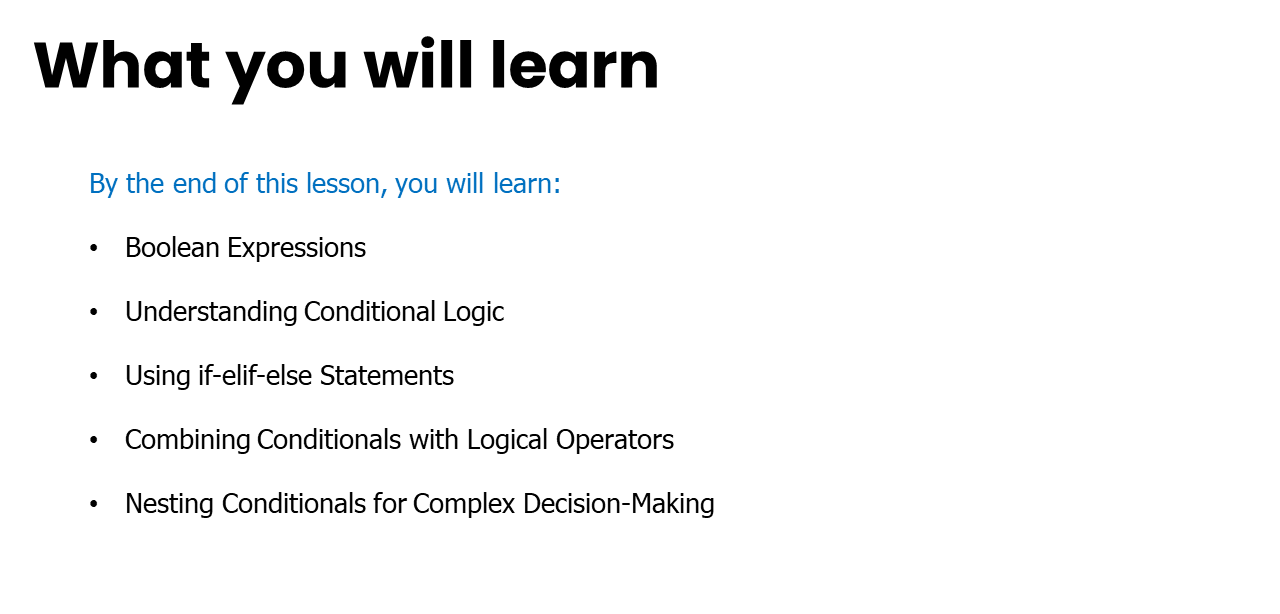 What you will learn
By the end of this lesson, you will learn:
• Boolean Expressions
• Understanding Conditional Logic
• Using if-elif-else Statements
• Combining Conditionals with Logical Operators
• Nesting Conditionals for Complex Decision-Making